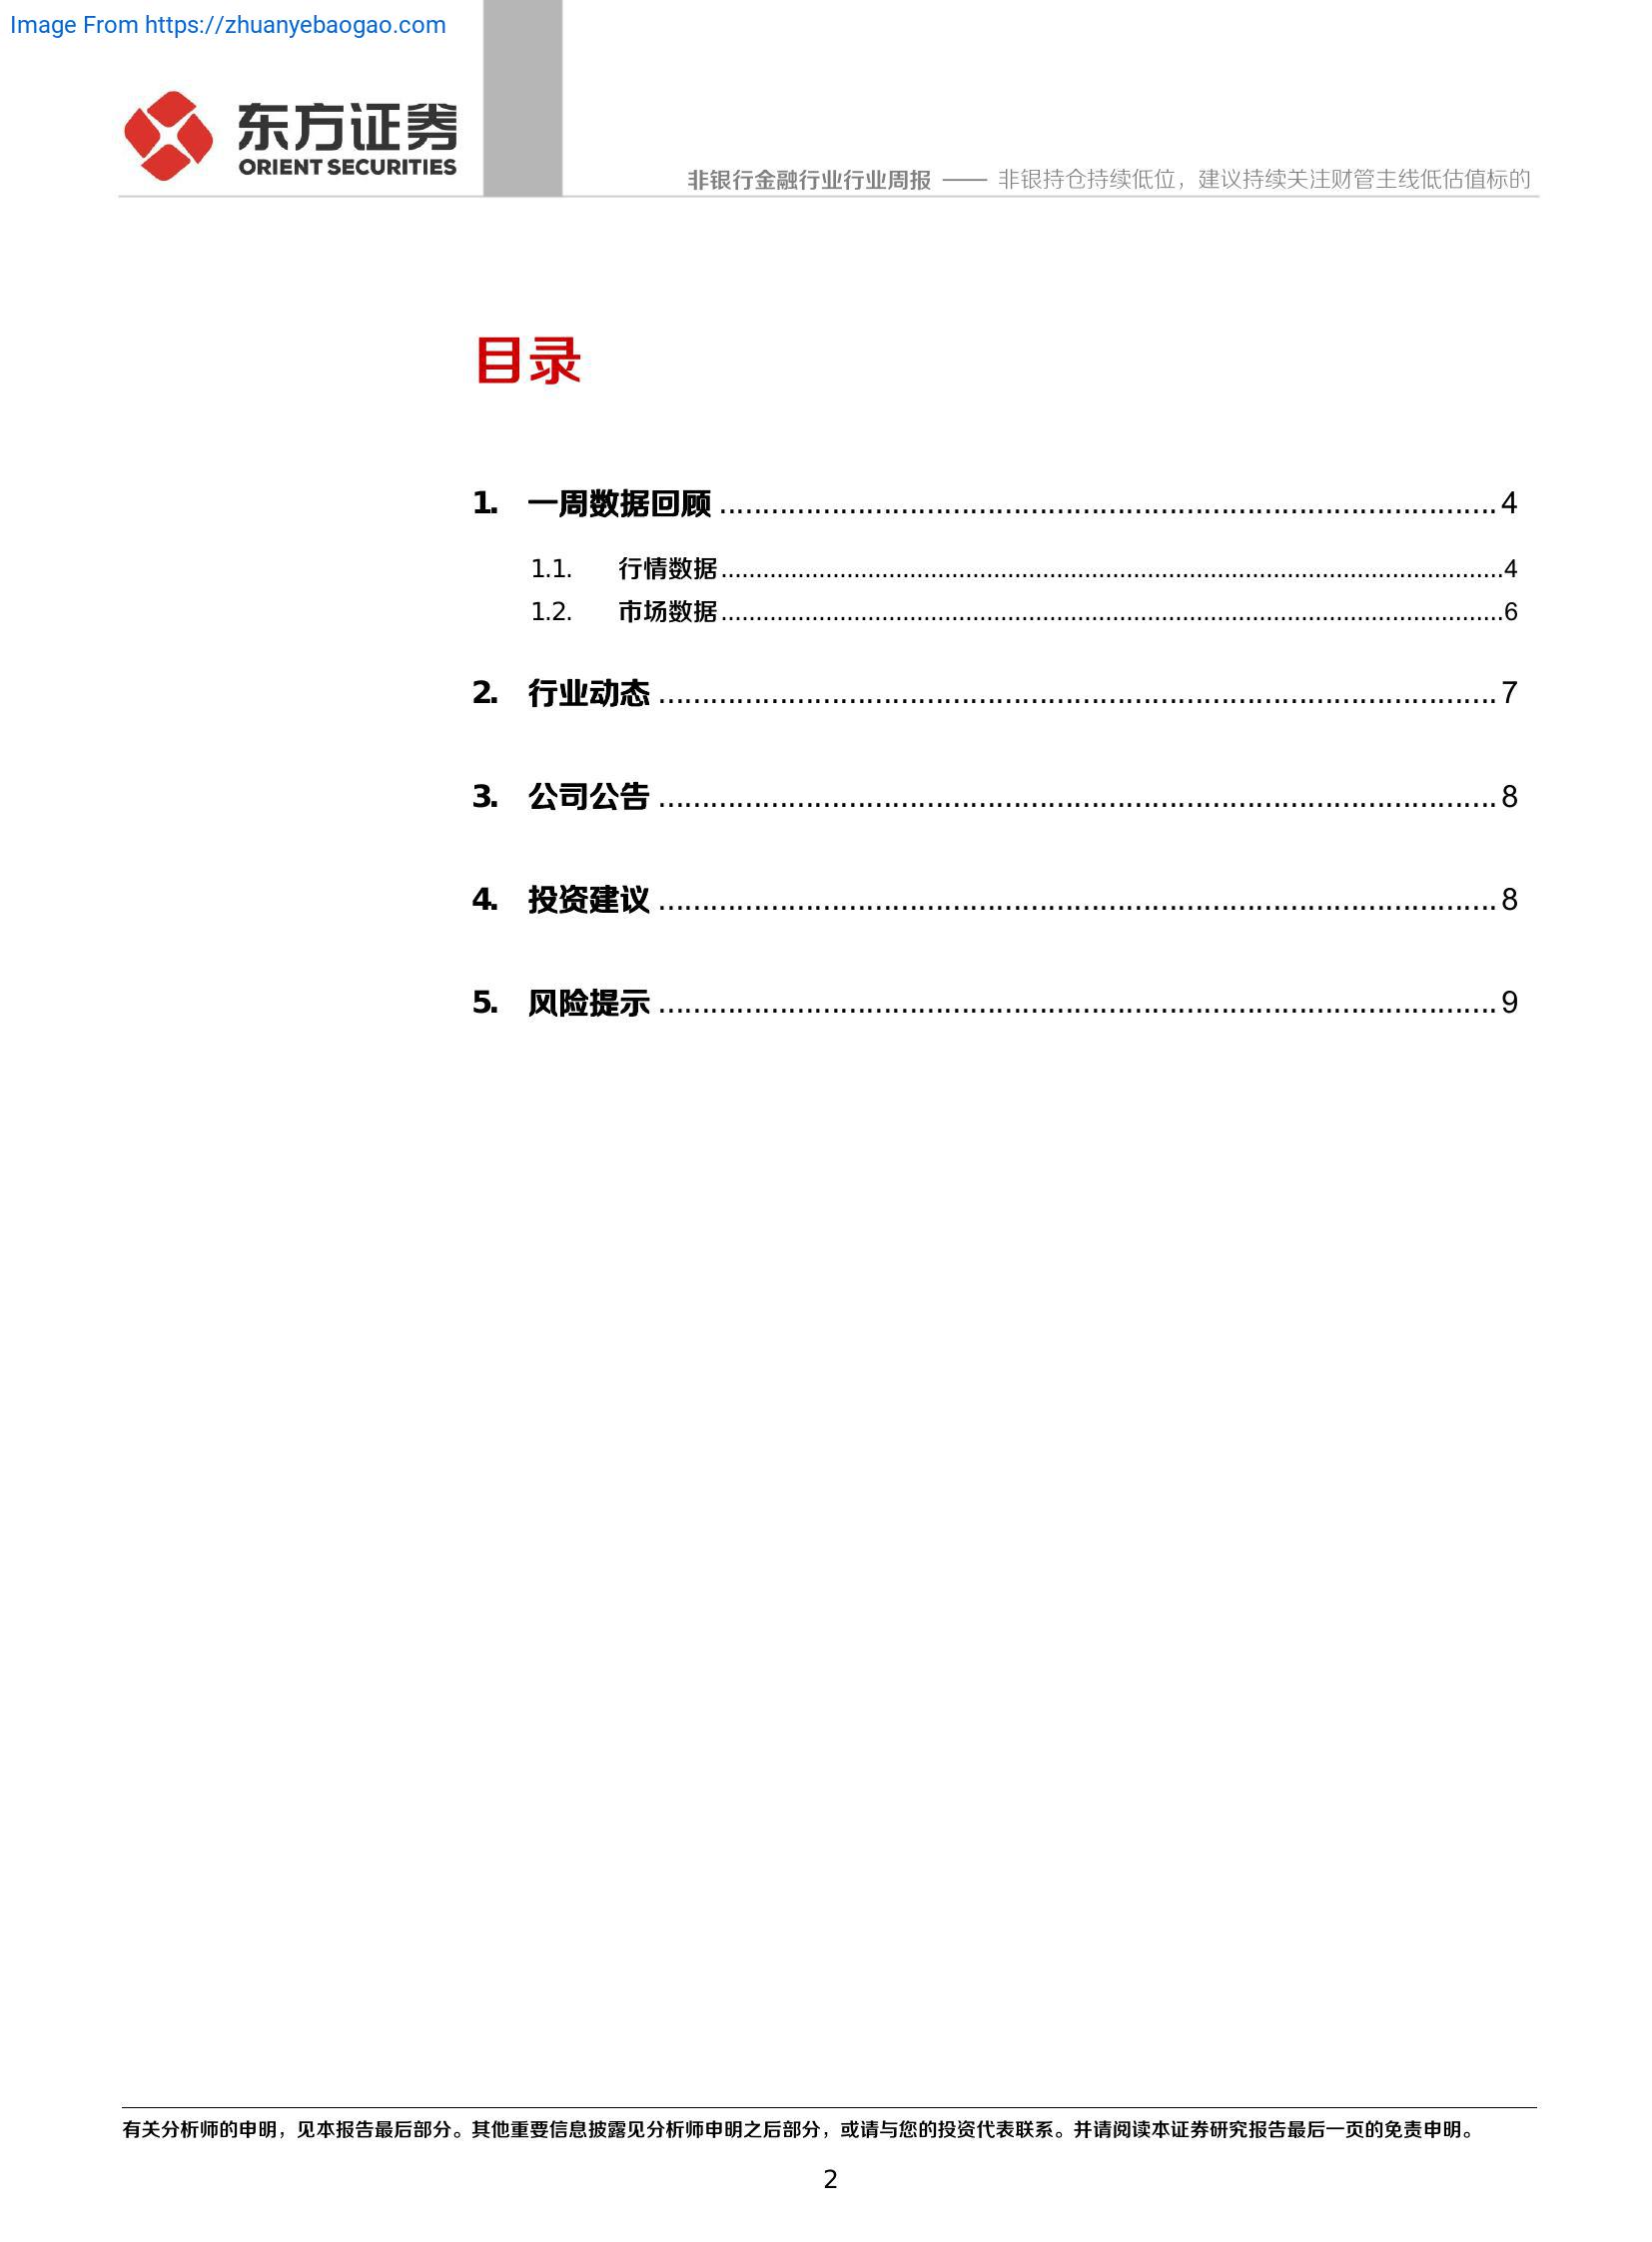 Image From https://zhuanyebaogao.com
东方证券
ORIENT SECURITIES
非银行金融行业行业周报 —— 非银持仓持续低位，建议持续关注财管主线低估值标的
目录
1. 一周数据回顾 ........................................................................................ 4
1.1. 行情数据 ........................................................................................ 4
1.2. 市场数据 ........................................................................................ 6
2. 行业动态 ........................................................................................ 7
3. 公司公告 ........................................................................................ 8
4. 投资建议 ........................................................................................ 8
5. 风险提示 ........................................................................................ 9
有关分析师的申明，见本报告最后部分。其他重要信息披露见分析师申明之后部分，或请与您的投资代表联系。并请阅读本证券研究报告最后一页的免责申明。
2